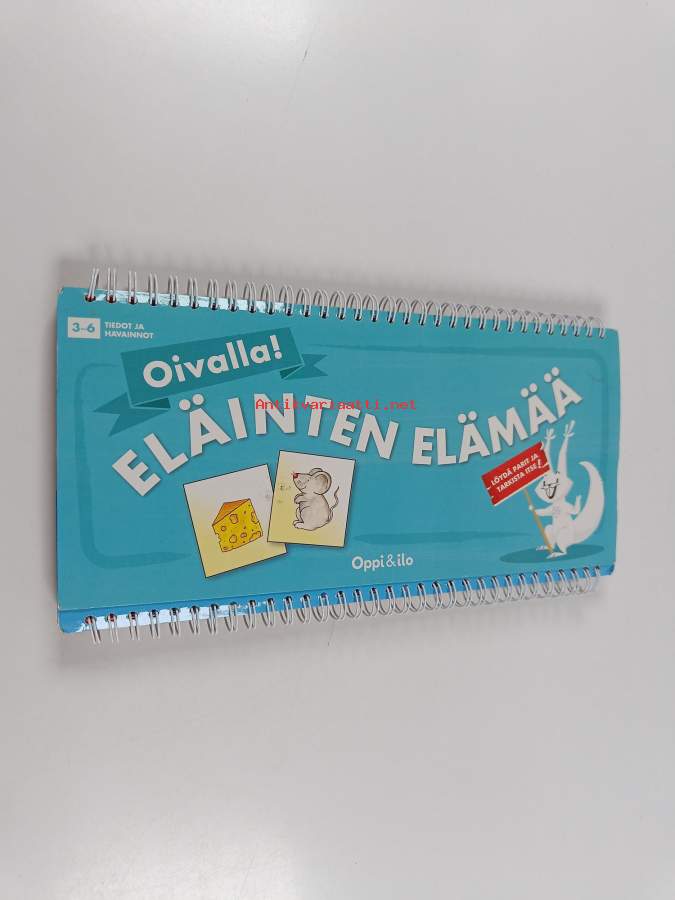 3–6 TIEDOT JA
HAVAINNOT
Oivalla!
Antikvariaatti.net
ELÄINTEN ELÄMÄÄ
LÖYDÄ PARIT JA
TARKISTA ITSE!
Oppi&ilo